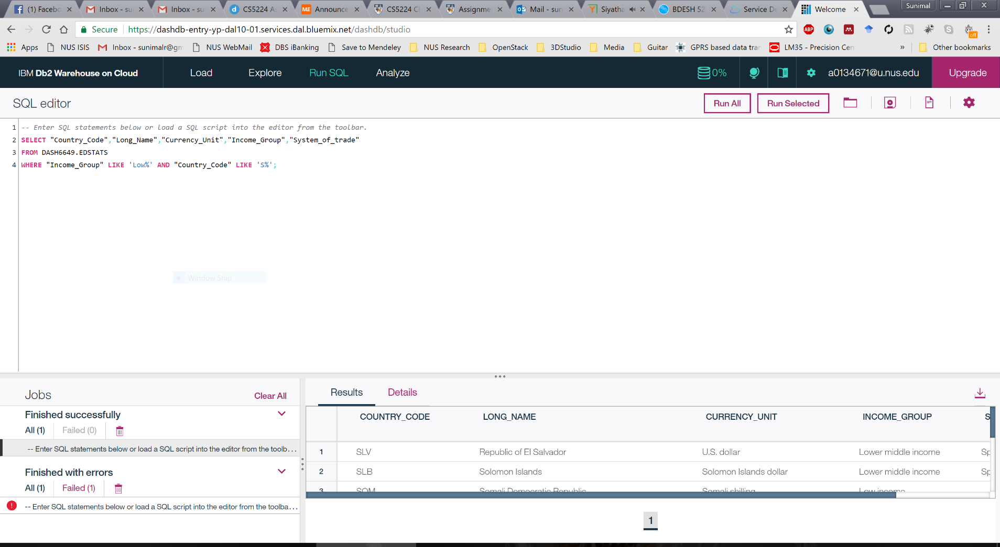 (1) Facebo
Inbox - su
Inbox - su
CS5224 As
ME Announce
CS5224 Cl
Assignme
Mail - sun
Siyatha
BDESH 52
Service De
Welcome
Sunimal
Secure https://dashdb-entry-yp-dal10-01.services.dal.bluemix.net/dashdb/studio
ABP
off
Apps NUS ISIS Inbox - sunimalr@gm NUS WebMail DBS iBanking Save to Mendeley NUS Research OpenStack 3DStudio Media Guitar GPRS based data tran LM35 - Precision Cen » Other bookmarks
IBM Db2 Warehouse on Cloud Load Explore Run SQL Analyze 0% a0134671@u.nus.edu Upgrade
SQL editor Run All Run Selected
1 -- Enter SQL statements below or load a SQL script into the editor from the toolbar.
2 SELECT "Country_Code","Long_Name","Currency_Unit","Income_Group","System_of_trade"
3 FROM DASH6649.EDSTATS
4 WHERE "Income_Group" LIKE 'Low%' AND "Country_Code" LIKE 'S%';
Window Snip
Jobs Clear All
Finished successfully
All (1) Failed (0)
-- Enter SQL statements below or load a SQL script into the editor from the toolb...
Finished with errors
All (1) Failed (1)
-- Enter SQL statements below or load a SQL script into the editor from the toolba...
Results Details
COUNTRY_CODE LONG_NAME CURRENCY_UNIT INCOME_GROUP S
1 SLV Republic of El Salvador U.S. dollar Lower middle income Sp
2 SLB Solomon Islands Solomon Islands dollar Lower middle income Sp
3 SOM Somali Democratic Republic Somali shilling Low income
1